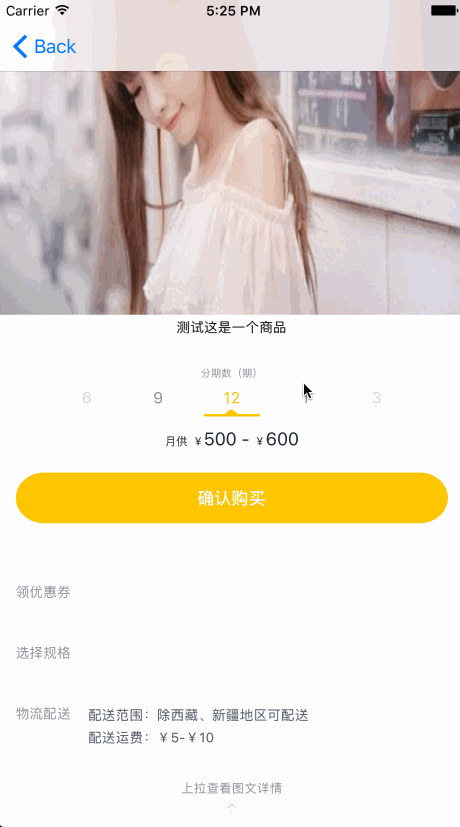 Carrier 5:25 PM
Back
测试这是一个商品
分期数（期）
6 9 12 1 3
月供 ￥500 - ￥600
确认购买
领优惠券
选择规格
物流配送 配送范围：除西藏、新疆地区可配送
配送运费：￥5-￥10
上拉查看图文详情